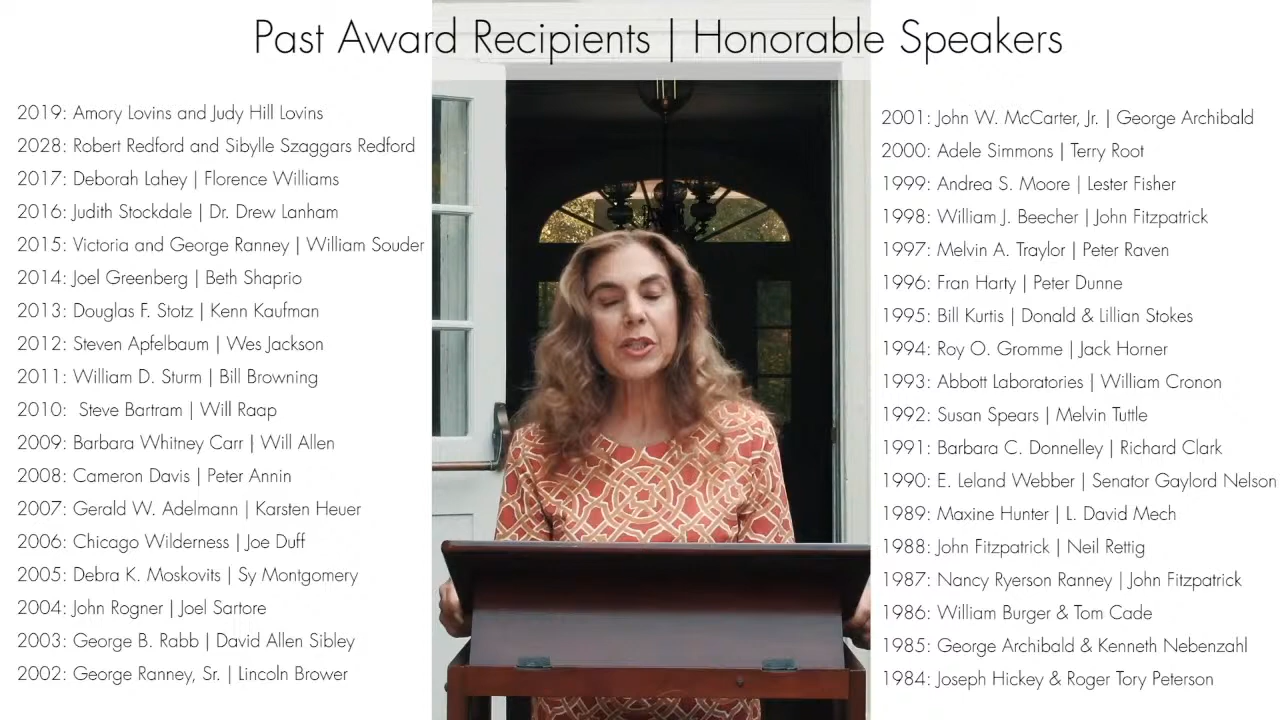 Past Award Recipients | Honorable Speakers
2019: Amory Lovins and Judy Hill Lovins
2028: Robert Redford and Sibylle Szaggars Redford
2017: Deborah Lahey | Florence Williams
2016: Judith Stockdale | Dr. Drew Lanham
2015: Victoria and George Ranney | William Souder
2014: Joel Greenberg | Beth Shaprio
2013: Douglas F. Stotz | Kenn Kaufman
2012: Steven Apfelbaum | Wes Jackson
2011: William D. Sturm | Bill Browning
2010:  Steve Bartram | Will Raap
2009: Barbara Whitney Carr | Will Allen
2008: Cameron Davis | Peter Annin
2007: Gerald W. Adelmann | Karsten Heuer
2006: Chicago Wilderness | Joe Duff
2005: Debra K. Moskovits | Sy Montgomery
2004: John Rogner | Joel Sartore
2003: George B. Rabb | David Allen Sibley
2002: George Ranney, Sr. | Lincoln Brower
2001: John W. McCarter, Jr. | George Archibald
2000: Adele Simmons | Terry Root
1999: Andrea S. Moore | Lester Fisher
1998: William J. Beecher | John Fitzpatrick
1997: Melvin A. Traylor | Peter Raven
1996: Fran Harty | Peter Dunne
1995: Bill Kurtis | Donald & Lillian Stokes
1994: Roy O. Gromme | Jack Horner
1993: Abbott Laboratories | William Cronon
1992: Susan Spears | Melvin Tuttle
1991: Barbara C. Donnelley | Richard Clark
1990: E. Leland Webber | Senator Gaylord Nelson
1989: Maxine Hunter | L. David Mech
1988: John Fitzpatrick | Neil Rettig
1987: Nancy Ryerson Ranney | John Fitzpatrick
1986: William Burger & Tom Cade
1985: George Archibald & Kenneth Nebenzahl
1984: Joseph Hickey & Roger Tory Peterson